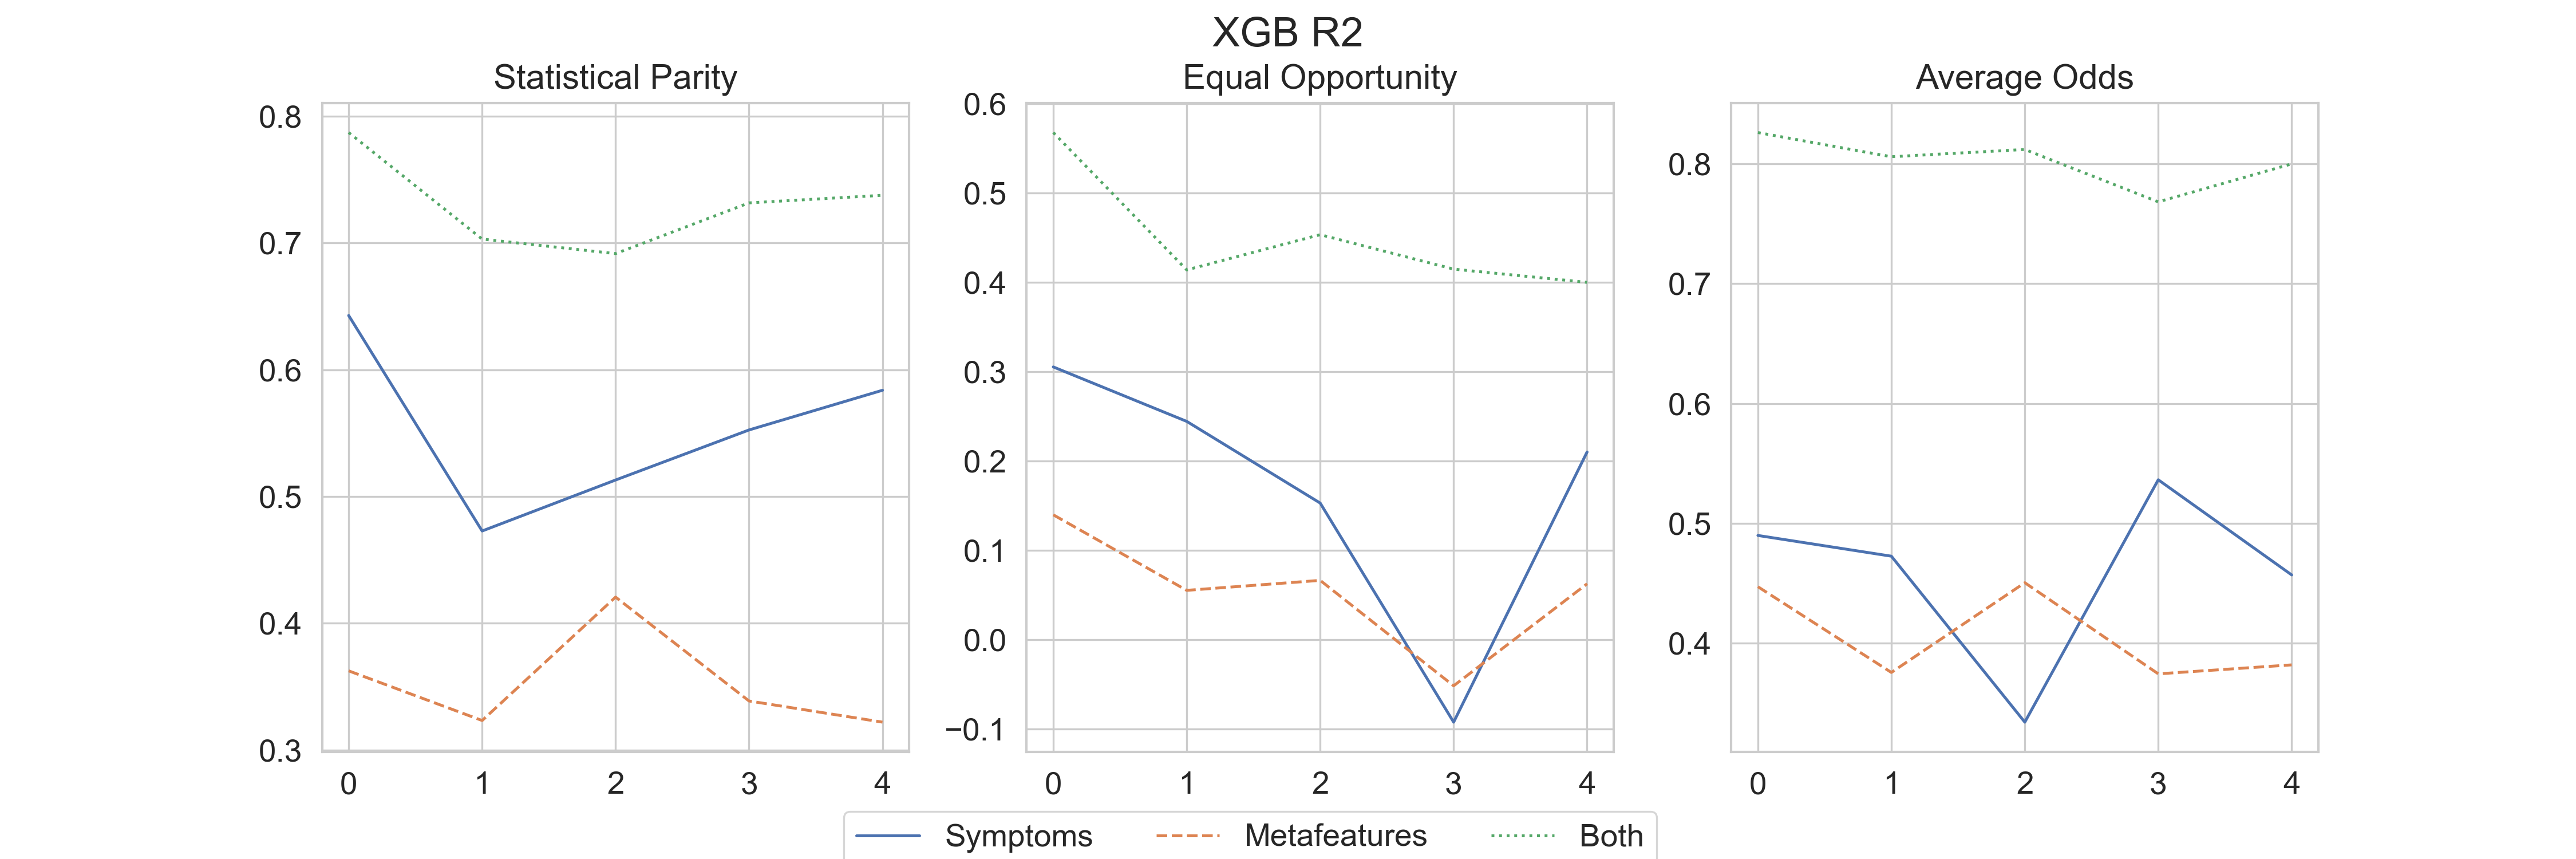 XGB R2
Statistical Parity
0.8
0.7
0.6
0.5
0.4
0.3
0 1 2 3 4
Equal Opportunity
0.6
0.5
0.4
0.3
0.2
0.1
0.0
−0.1
0 1 2 3 4
Average Odds
0.8
0.7
0.6
0.5
0.4
0 1 2 3 4
Symptoms Metafeatures Both